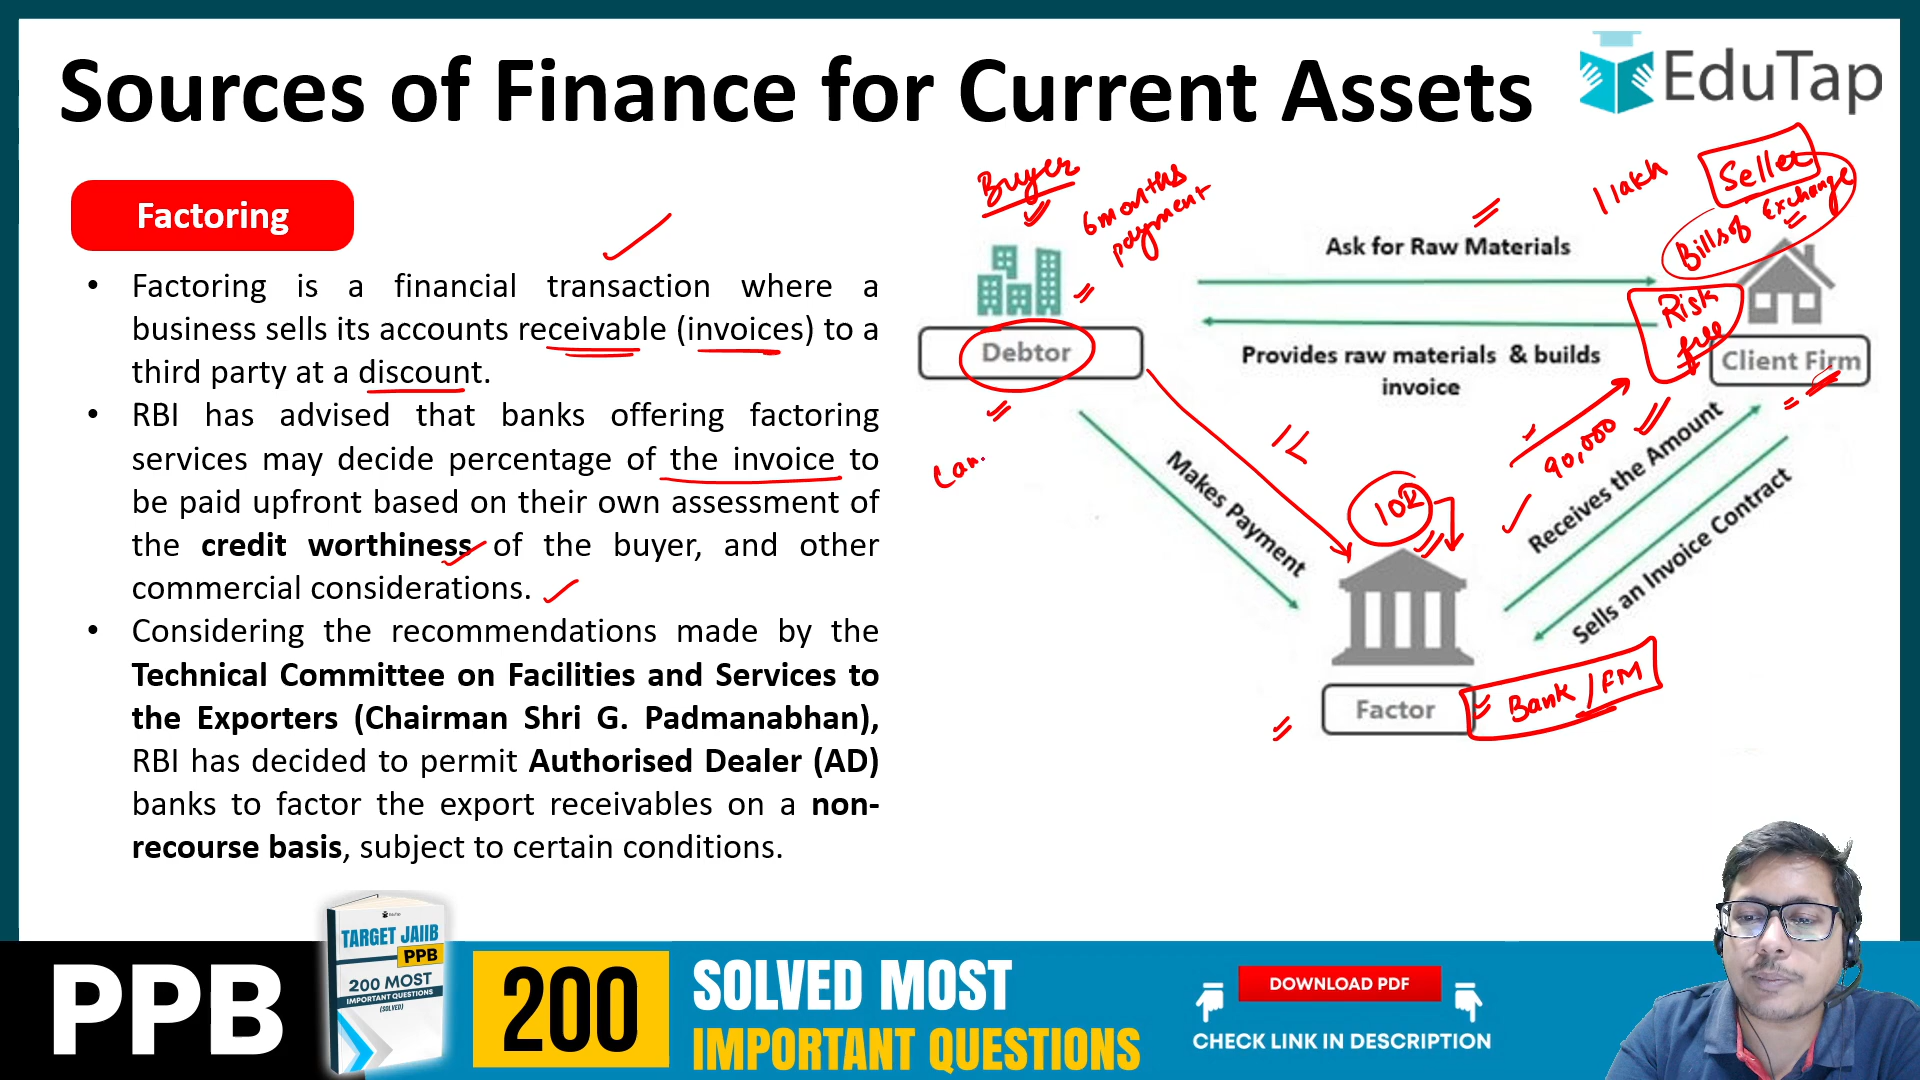 Sources of Finance for Current Assets
EduTap
Factoring
• Factoring is a financial transaction where a
business sells its accounts receivable (invoices) to a
third party at a discount.
• RBI has advised that banks offering factoring
services may decide percentage of the invoice to
be paid upfront based on their own assessment of
the credit worthiness of the buyer, and other
commercial considerations.
• Considering the recommendations made by the
Technical Committee on Facilities and Services to
the Exporters (Chairman Shri G. Padmanabhan),
RBI has decided to permit Authorised Dealer (AD)
banks to factor the export receivables on a non-
recourse basis, subject to certain conditions.
Buyer
6 months
payment
1 lakh
Seller
Bills of Exchange
Ask for Raw Materials
Risk
free
Debtor
Provides raw materials & builds
invoice
Client Firm
Can.
1L
90,000
10K
Makes Payment
Receives the Amount
Sells an Invoice Contract
Factor
Bank / FM
PPB
TARGET JAIIB
PPB
200 MOST
IMPORTANT QUESTIONS
(SOLVED)
200
SOLVED MOST
IMPORTANT QUESTIONS
DOWNLOAD PDF
CHECK LINK IN DESCRIPTION